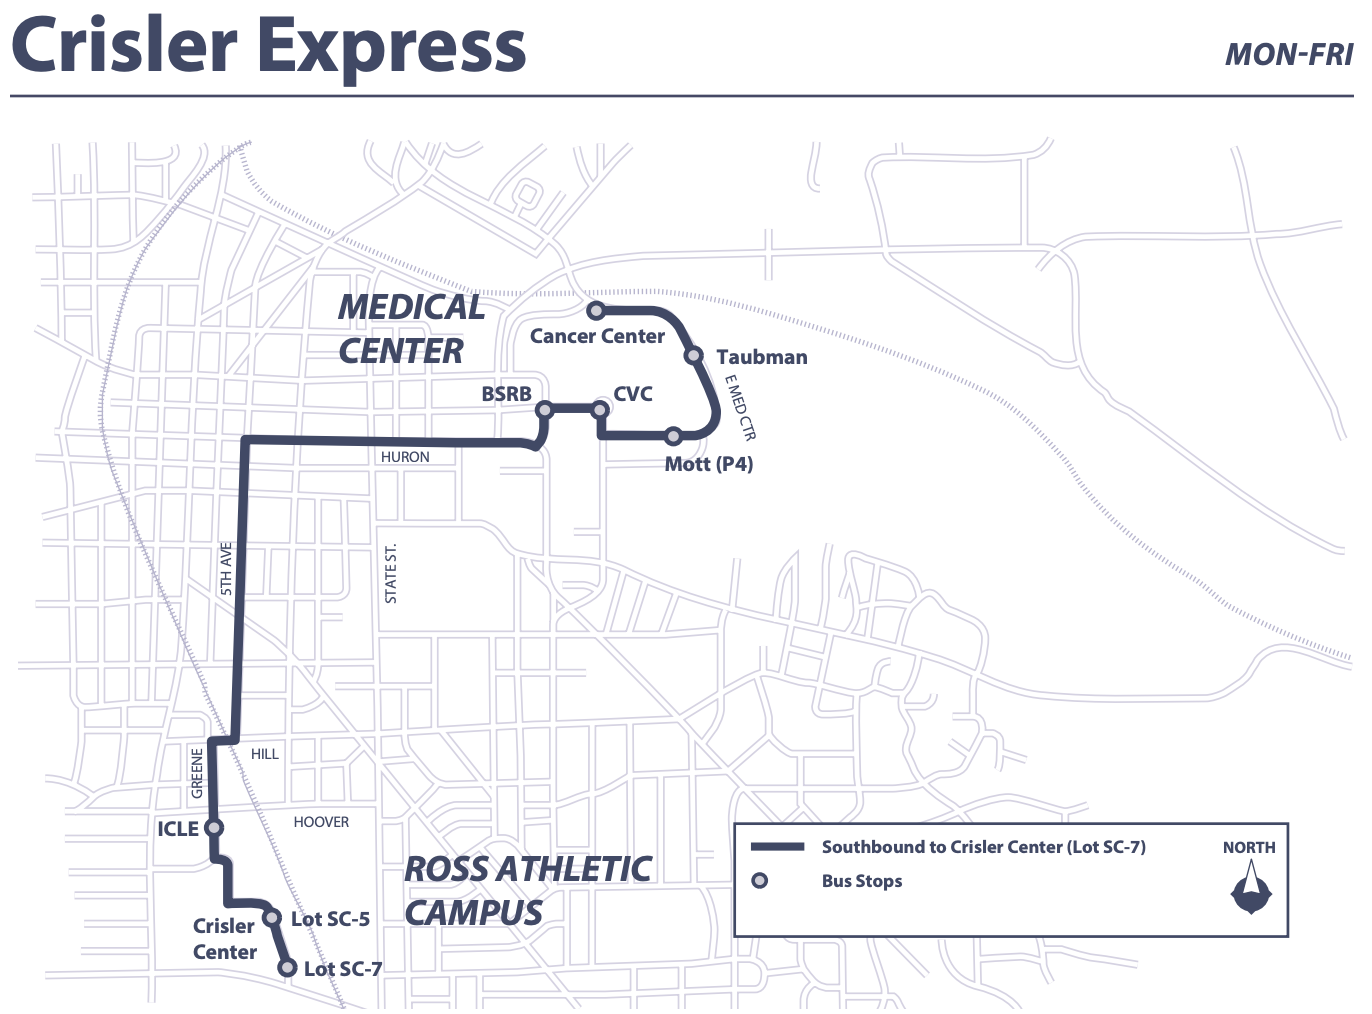 Crisler Express
MON-FRI
MEDICAL
CENTER
Cancer Center
Taubman
E MED CTR
BSRB
CVC
Mott (P4)
HURON
5TH AVE
STATE ST.
GREENE
HILL
HOOVER
ICLE
ROSS ATHLETIC
CAMPUS
Crisler
Center
Lot SC-5
Lot SC-7
Southbound to Crisler Center (Lot SC-7)
Bus Stops
NORTH